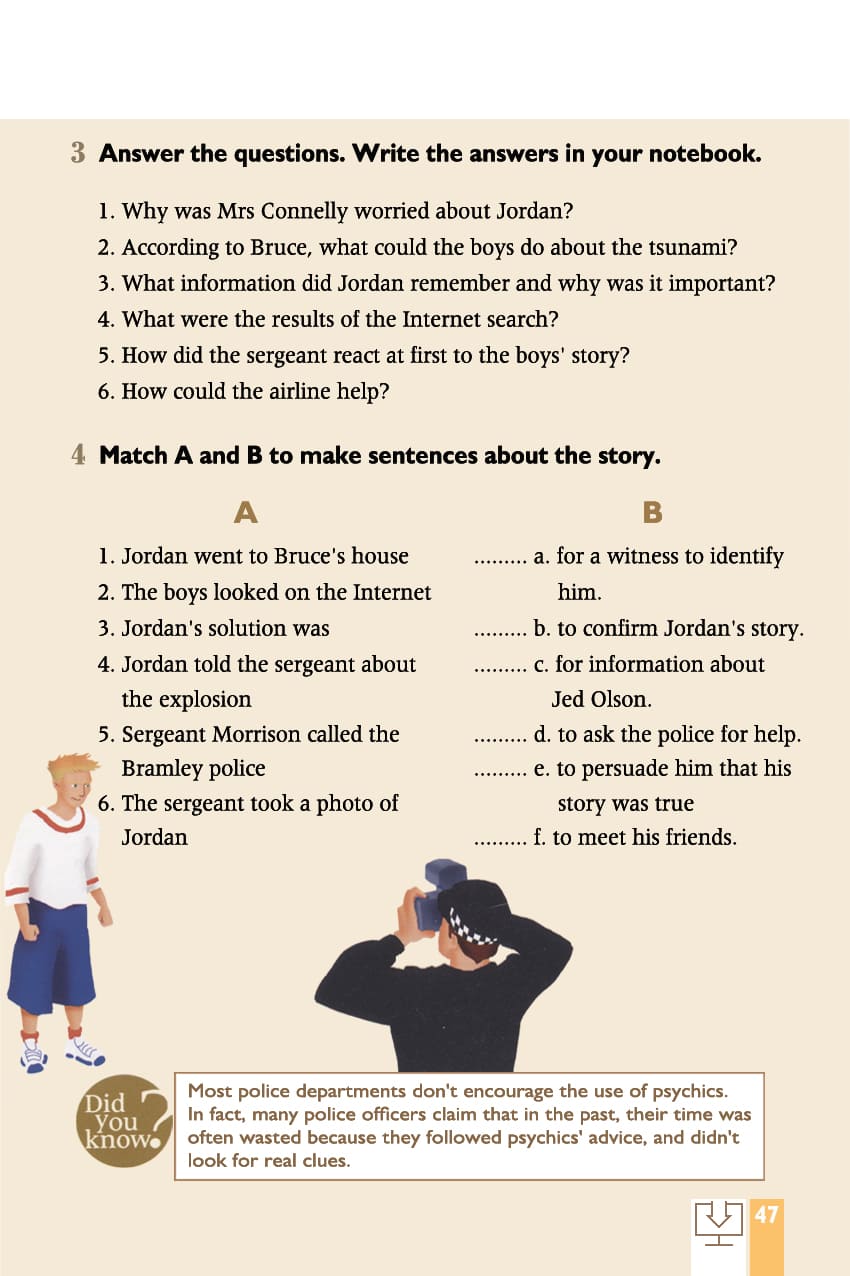 3 Answer the questions. Write the answers in your notebook.
1. Why was Mrs Connelly worried about Jordan?
2. According to Bruce, what could the boys do about the tsunami?
3. What information did Jordan remember and why was it important?
4. What were the results of the Internet search?
5. How did the sergeant react at first to the boys' story?
6. How could the airline help?
4 Match A and B to make sentences about the story.
A
1. Jordan went to Bruce's house
2. The boys looked on the Internet
3. Jordan's solution was
4. Jordan told the sergeant about
the explosion
5. Sergeant Morrison called the
Bramley police
6. The sergeant took a photo of
Jordan
B
......... a. for a witness to identify
him.
......... b. to confirm Jordan's story.
......... c. for information about
Jed Olson.
......... d. to ask the police for help.
......... e. to persuade him that his
story was true
......... f. to meet his friends.
Did
you
know?
Most police departments don't encourage the use of psychics.
In fact, many police officers claim that in the past, their time was
often wasted because they followed psychics' advice, and didn't
look for real clues.
47